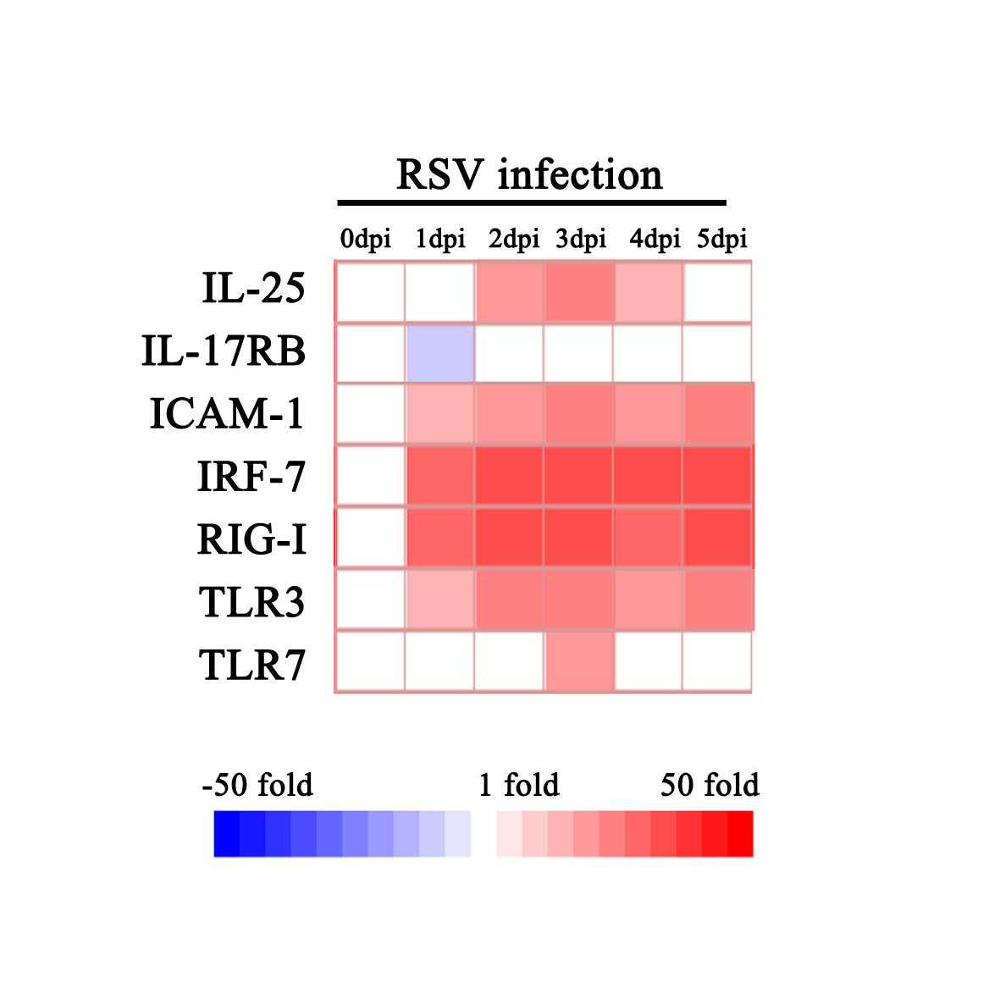 RSV infection
0dpi 1dpi 2dpi 3dpi 4dpi 5dpi
IL-25
IL-17RB
ICAM-1
IRF-7
RIG-I
TLR3
TLR7
-50 fold 1 fold 50 fold